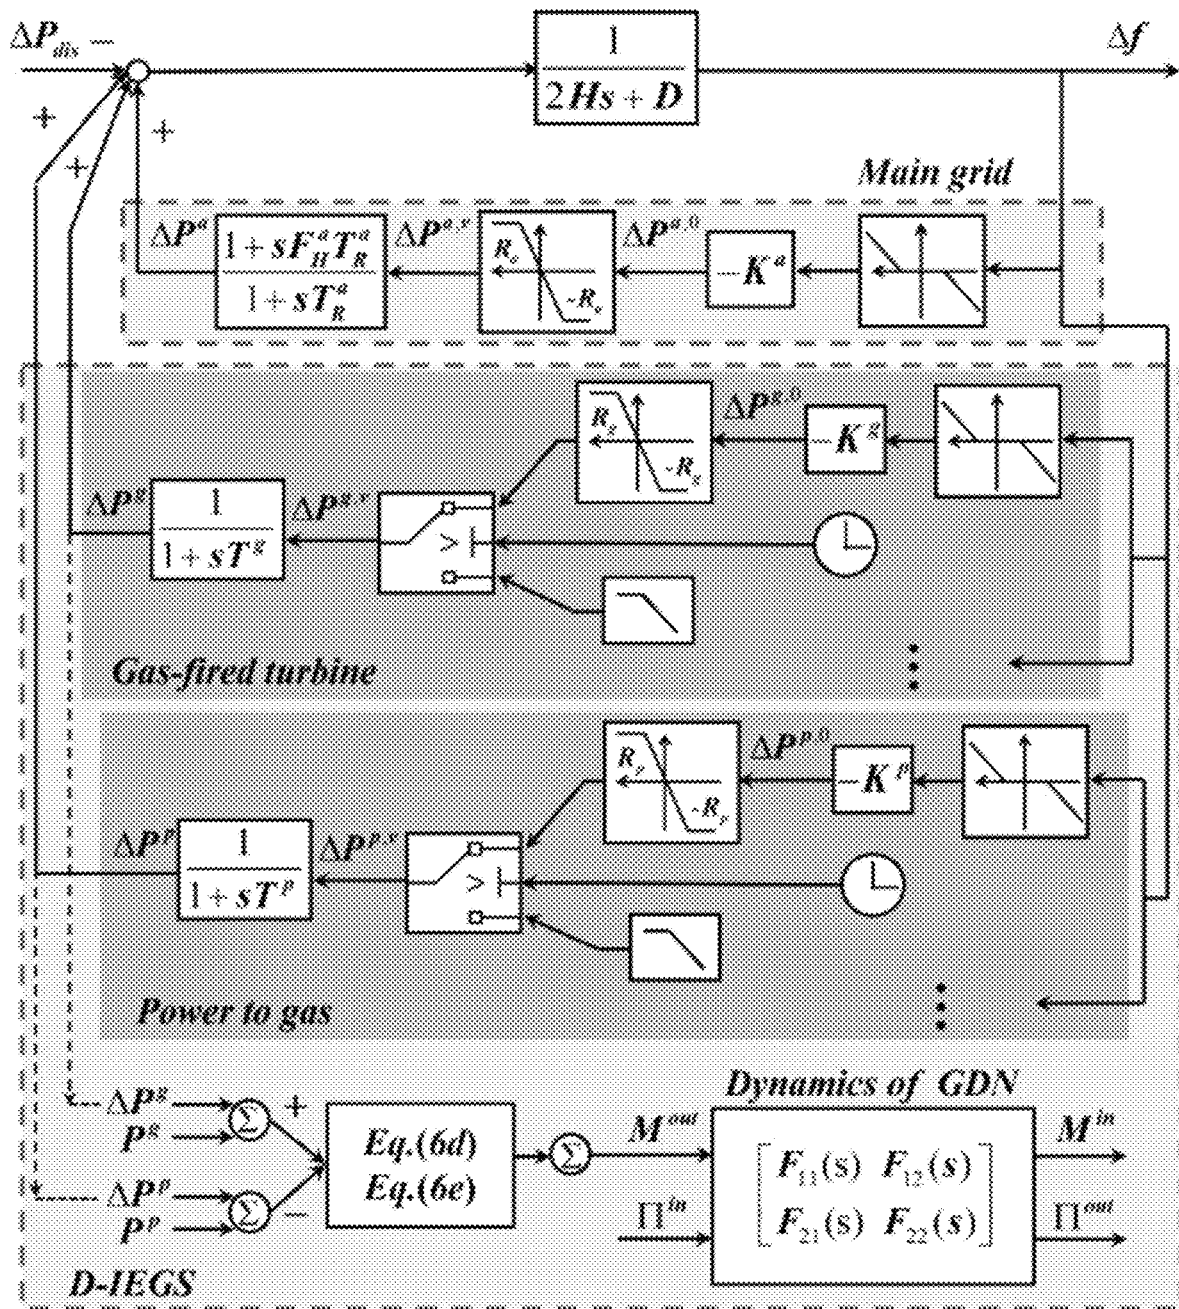 ΔP_dis −
1
2Hs + D
Δf
+
+
+
Main grid
ΔP^a
1 + sF_H^a T_R^a
1 + sT_R^a
ΔP^{a,r}
ΔP^{a,0}
−K^a
-R_g
R_g
ΔP^{g,0}
−K^g
ΔP^g
1
1 + sT^g
ΔP^{g,r}
>
Gas-fired turbine
R_p
-R_p
ΔP^{p,0}
−K^p
ΔP^p
1
1 + sT^p
ΔP^{p,r}
>
Power to gas
ΔP^g
P^g
Σ
+
ΔP^p
P^p
Σ
−
Eq.(6d)
Eq.(6e)
Σ
Dynamics of GDN
M^out
Π^in
F_11(s) F_12(s)
F_21(s) F_22(s)
M^in
Π^out
D-IEGS